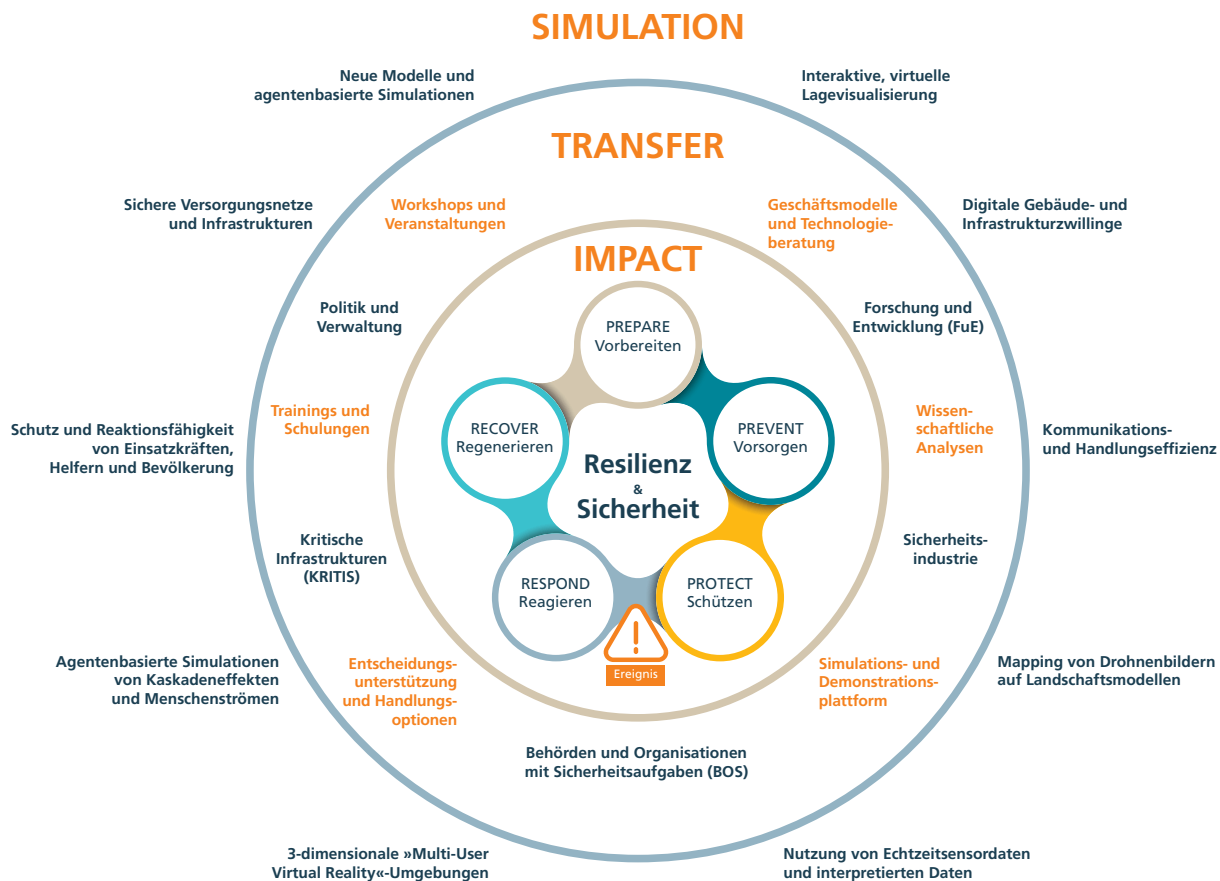 SIMULATION
Neue Modelle und
agentenbasierte Simulationen
Interaktive, virtuelle
Lagevisualisierung
TRANSFER
Sichere Versorgungsnetze
und Infrastrukturen
Workshops und
Veranstaltungen
Geschäftsmodelle
und Technologie-
beratung
Digitale Gebäude- und
Infrastrukturzwillinge
IMPACT
Politik und
Verwaltung
PREPARE
Vorbereiten
Forschung und
Entwicklung (FuE)
Schutz und Reaktionsfähigkeit
von Einsatzkräften,
Helfern und Bevölkerung
Trainings und
Schulungen
RECOVER
Regenerieren
PREVENT
Vorsorgen
Wissen-
schaftliche
Analysen
Kommunikations-
und Handlungseffizienz
Resilienz
&
Sicherheit
Kritische
Infrastrukturen
(KRITIS)
RESPOND
Reagieren
PROTECT
Schützen
Sicherheits-
industrie
Ereignis
Agentenbasierte Simulationen
von Kaskadeneffekten
und Menschenströmen
Entscheidungs-
unterstützung
und Handlungs-
optionen
Simulations- und
Demonstrations-
plattform
Mapping von Drohnenbildern
auf Landschaftsmodellen
Behörden und Organisationen
mit Sicherheitsaufgaben (BOS)
3-dimensionale »Multi-User
Virtual Reality«-Umgebungen
Nutzung von Echtzeitsensordaten
und interpretierten Daten